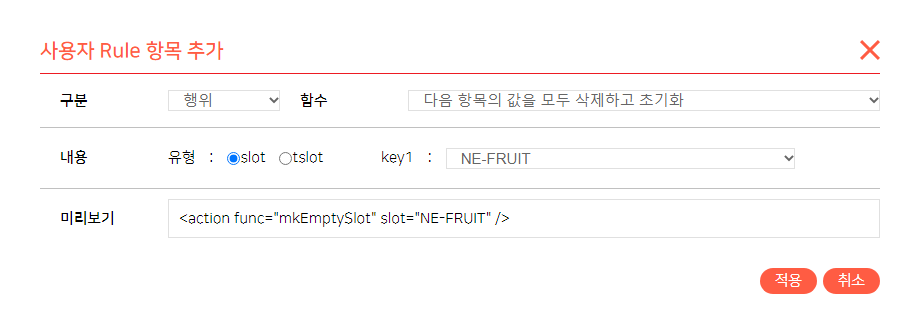 사용자 Rule 항목 추가
구분 행위 함수 다음 항목의 값을 모두 삭제하고 초기화
내용 유형 : slot tslot key1 : NE-FRUIT
미리보기 <action func="mkEmptySlot" slot="NE-FRUIT" />
적용 취소